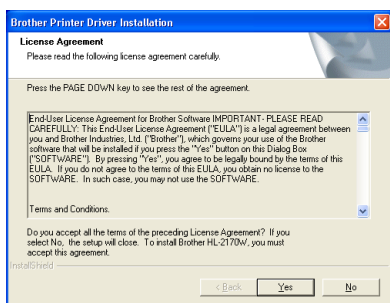 Brother Printer Driver Installation
License Agreement
Please read the following license agreement carefully.
Press the PAGE DOWN key to see the rest of the agreement.
End-User License Agreement for Brother Software IMPORTANT- PLEASE READ
CAREFULLY: This End-User License Agreement ("EULA") is a legal agreement between
you and Brother Industries, Ltd. ("Brother"), which governs your use of the Brother
software that will be installed if you press the "Yes" button on this Dialog Box
("SOFTWARE"). By pressing "Yes", you agree to be legally bound by the terms of this
EULA. If you do not agree to the terms of this EULA, you obtain no license to the
SOFTWARE. In such case, you may not use the SOFTWARE.
Terms and Conditions.
Do you accept all the terms of the preceding License Agreement? If you
select No, the setup will close. To install Brother HL-2170W, you must
accept this agreement.
InstallShield
< Back Yes No